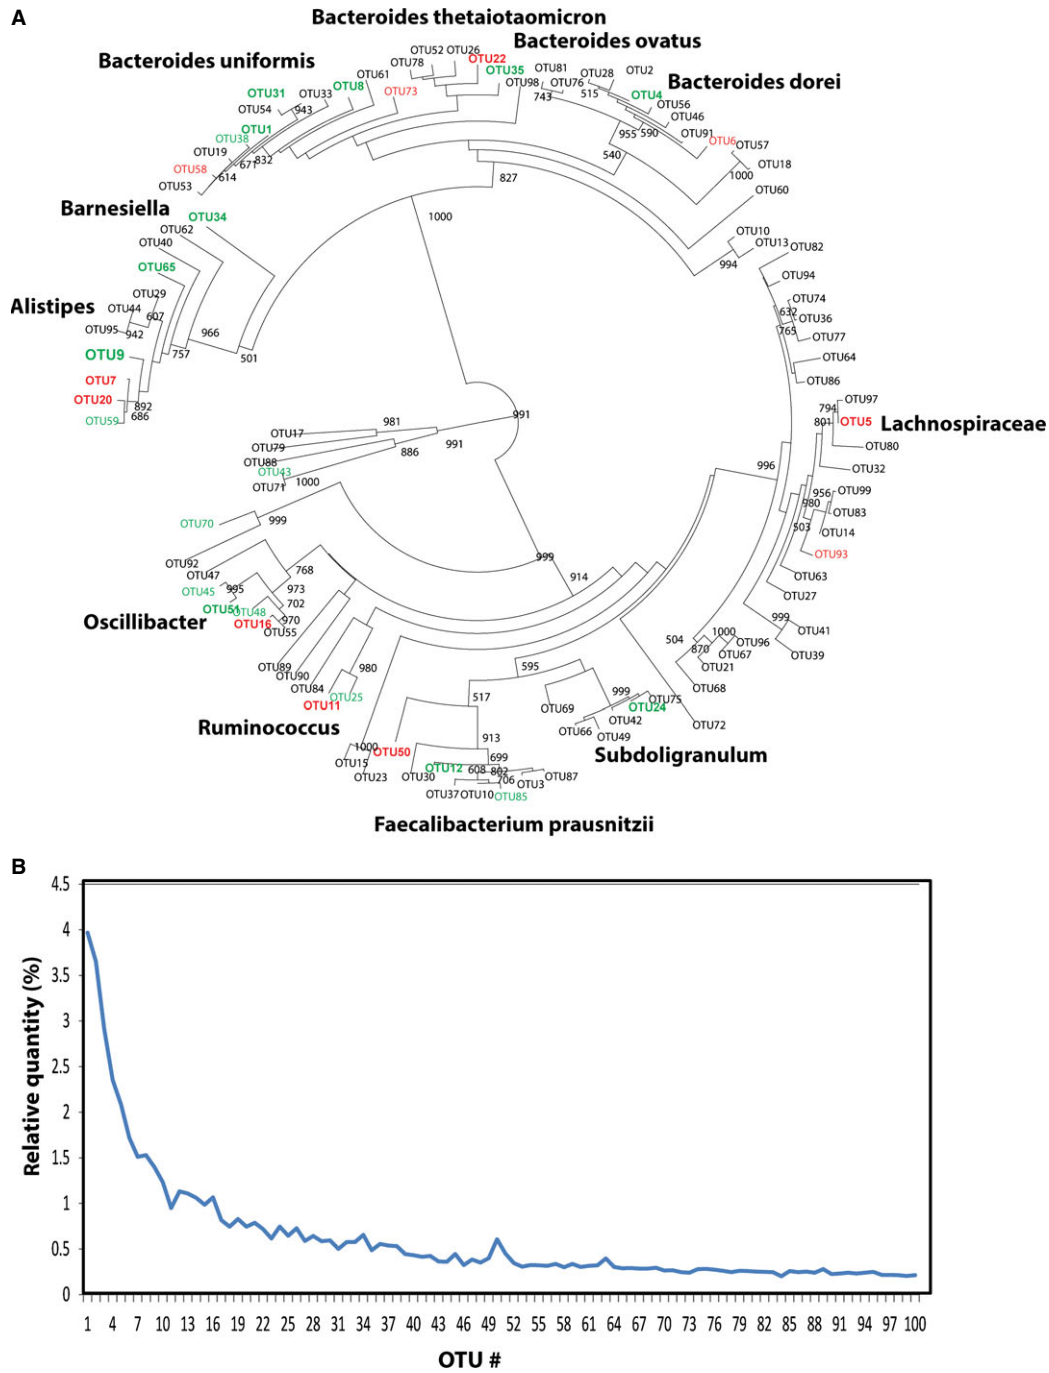 A
Bacteroides thetaiotaomicron
Bacteroides ovatus
Bacteroides uniformis
Bacteroides dorei
OTU52
OTU26
OTU22
OTU78
OTU35
OTU81
OTU28
OTU2
OTU61
OTU98
OTU76
OTU8
OTU73
743
515
OTU4
OTU31
OTU33
OTU56
OTU54
943
OTU46
OTU1
955
590
OTU91
OTU38
OTU6
OTU57
OTU19
832
540
671
OTU18
OTU58
614
827
1000
OTU53
OTU60
Barnesiella
OTU34
1000
OTU62
OTU10
OTU40
OTU13
OTU82
OTU65
994
OTU94
OTU29
OTU74
Alistipes
OTU44
607
632
OTU36
OTU95
942
966
765
OTU77
OTU9
757
501
OTU64
OTU7
OTU86
OTU20
892
OTU97
OTU59
686
991
794
981
801
OTU5
Lachnospiraceae
OTU17
OTU79
991
OTU80
886
OTU88
996
OTU43
OTU32
OTU71
1000
956
OTU99
980
OTU83
OTU70
999
503
OTU14
999
OTU93
OTU92
OTU47
768
914
OTU63
OTU45
995
973
OTU27
OTU51
OTU48
702
Oscillibacter
OTU16
970
999
OTU41
OTU55
1000
504
870
OTU96
OTU67
OTU39
OTU89
980
595
OTU21
OTU90
OTU84
OTU25
517
999
OTU75
OTU68
OTU11
OTU69
OTU24
Ruminococcus
OTU42
OTU72
OTU66
OTU49
1000
OTU50
913
Subdoligranulum
OTU15
699
OTU12
608
802
OTU23
OTU30
706
OTU3
OTU87
OTU37
OTU10
OTU85
Faecalibacterium prausnitzii
B
4.5
4
3.5
3
2.5
2
1.5
1
0.5
0
Relative quantity (%)
1 4 7 10 13 16 19 22 25 28 31 34 37 40 43 46 49 52 55 58 61 64 67 70 73 76 79 82 85 88 91 94 97 100
OTU #